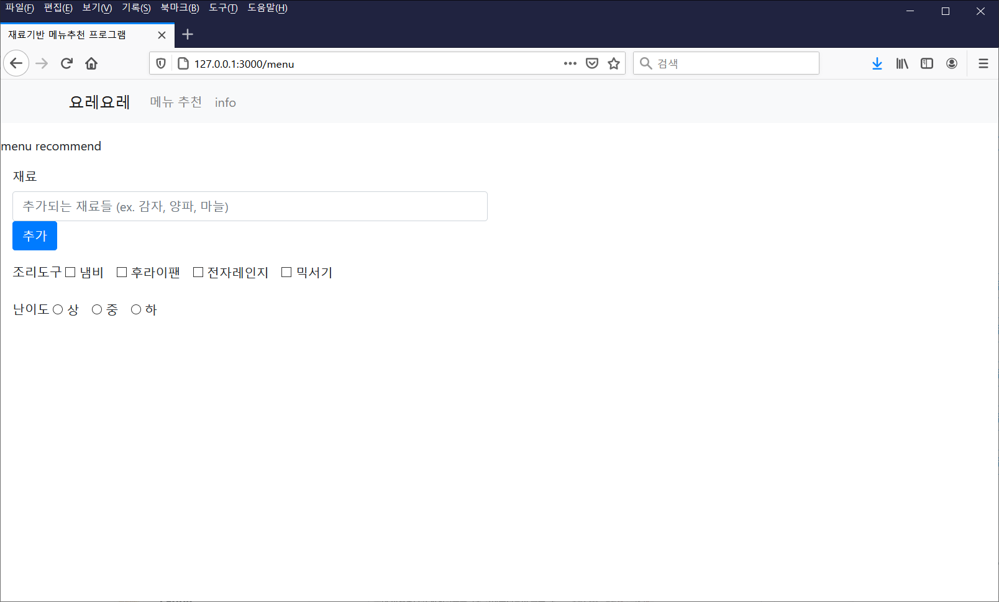 파일(F) 편집(E) 보기(V) 기록(S) 북마크(B) 도구(T) 도움말(H)
재료기반 메뉴추천 프로그램
127.0.0.1:3000/menu
검색
요레요레 메뉴 추천 info
menu recommend
재료
추가되는 재료들 (ex. 감자, 양파, 마늘)
추가
조리도구 냄비 후라이팬 전자레인지 믹서기
난이도 상 중 하